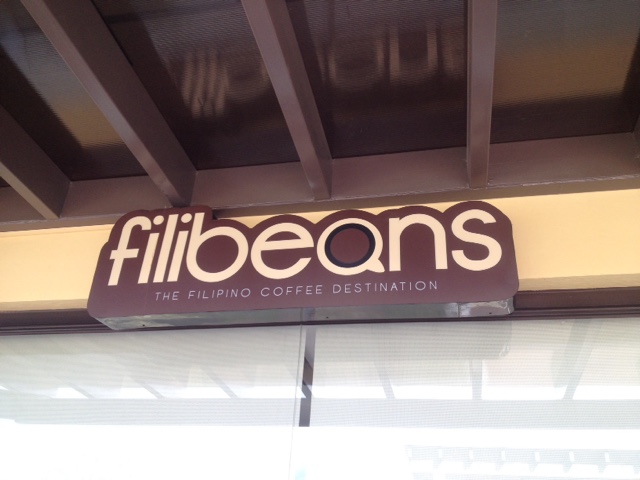 filibeans
THE FILIPINO COFFEE DESTINATION